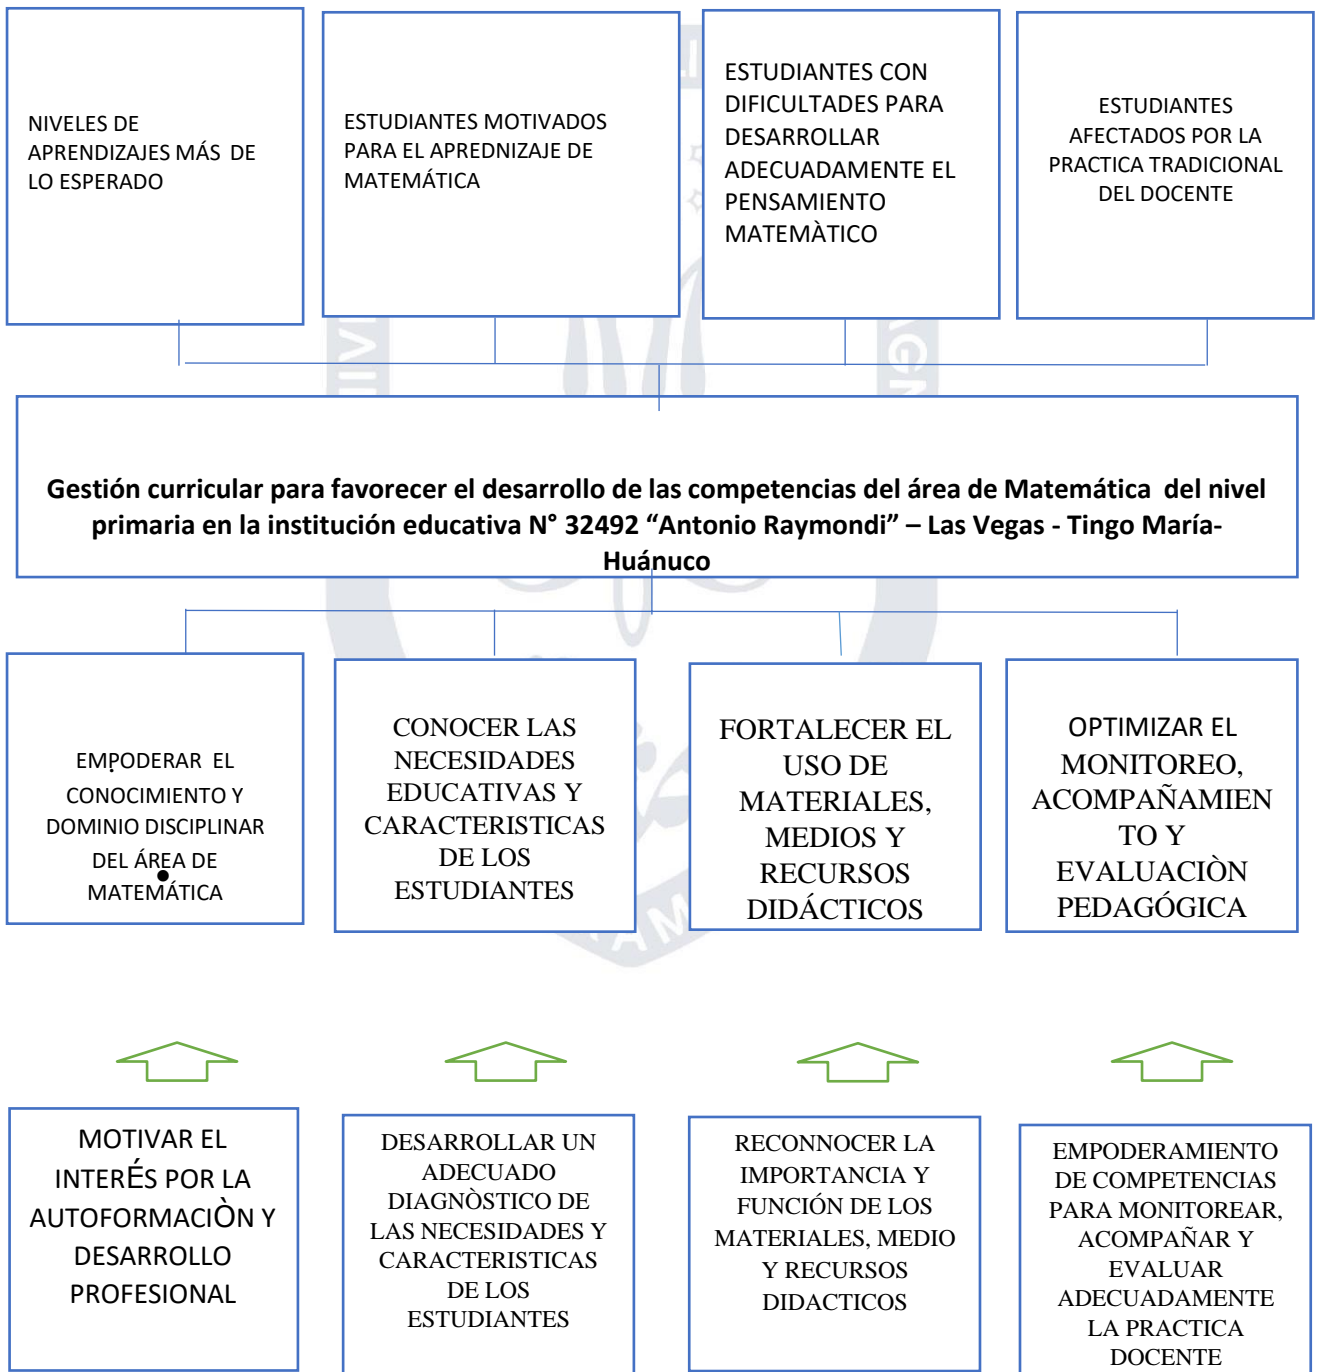 NIVELES DE
APRENDIZAJES MÁS DE
LO ESPERADO
ESTUDIANTES MOTIVADOS
PARA EL APREDNIZAJE DE
MATEMÁTICA
ESTUDIANTES CON
DIFICULTADES PARA
DESARROLLAR
ADECUADAMENTE EL
PENSAMIENTO
MATEMÀTICO
ESTUDIANTES
AFECTADOS POR LA
PRACTICA TRADICIONAL
DEL DOCENTE
Gestión curricular para favorecer el desarrollo de las competencias del área de Matemática del nivel
primaria en la institución educativa N° 32492 “Antonio Raymondi” – Las Vegas - Tingo María-
Huánuco
EMPODERAR EL
CONOCIMIENTO Y
DOMINIO DISCIPLINAR
DEL ÁREA DE
MATEMÁTICA
CONOCER LAS
NECESIDADES
EDUCATIVAS Y
CARACTERISTICAS
DE LOS
ESTUDIANTES
FORTALECER EL
USO DE
MATERIALES,
MEDIOS Y
RECURSOS
DIDÁCTICOS
OPTIMIZAR EL
MONITOREO,
ACOMPAÑAMIEN
TO Y
EVALUACIÒN
PEDAGÓGICA
MOTIVAR EL
INTERÉS POR LA
AUTOFORMACIÒN Y
DESARROLLO
PROFESIONAL
DESARROLLAR UN
ADECUADO
DIAGNÒSTICO DE
LAS NECESIDADES Y
CARACTERISTICAS
DE LOS
ESTUDIANTES
RECONNOCER LA
IMPORTANCIA Y
FUNCIÓN DE LOS
MATERIALES, MEDIO
Y RECURSOS
DIDACTICOS
EMPODERAMIENTO
DE COMPETENCIAS
PARA MONITOREAR,
ACOMPAÑAR Y
EVALUAR
ADECUADAMENTE
LA PRACTICA
DOCENTE